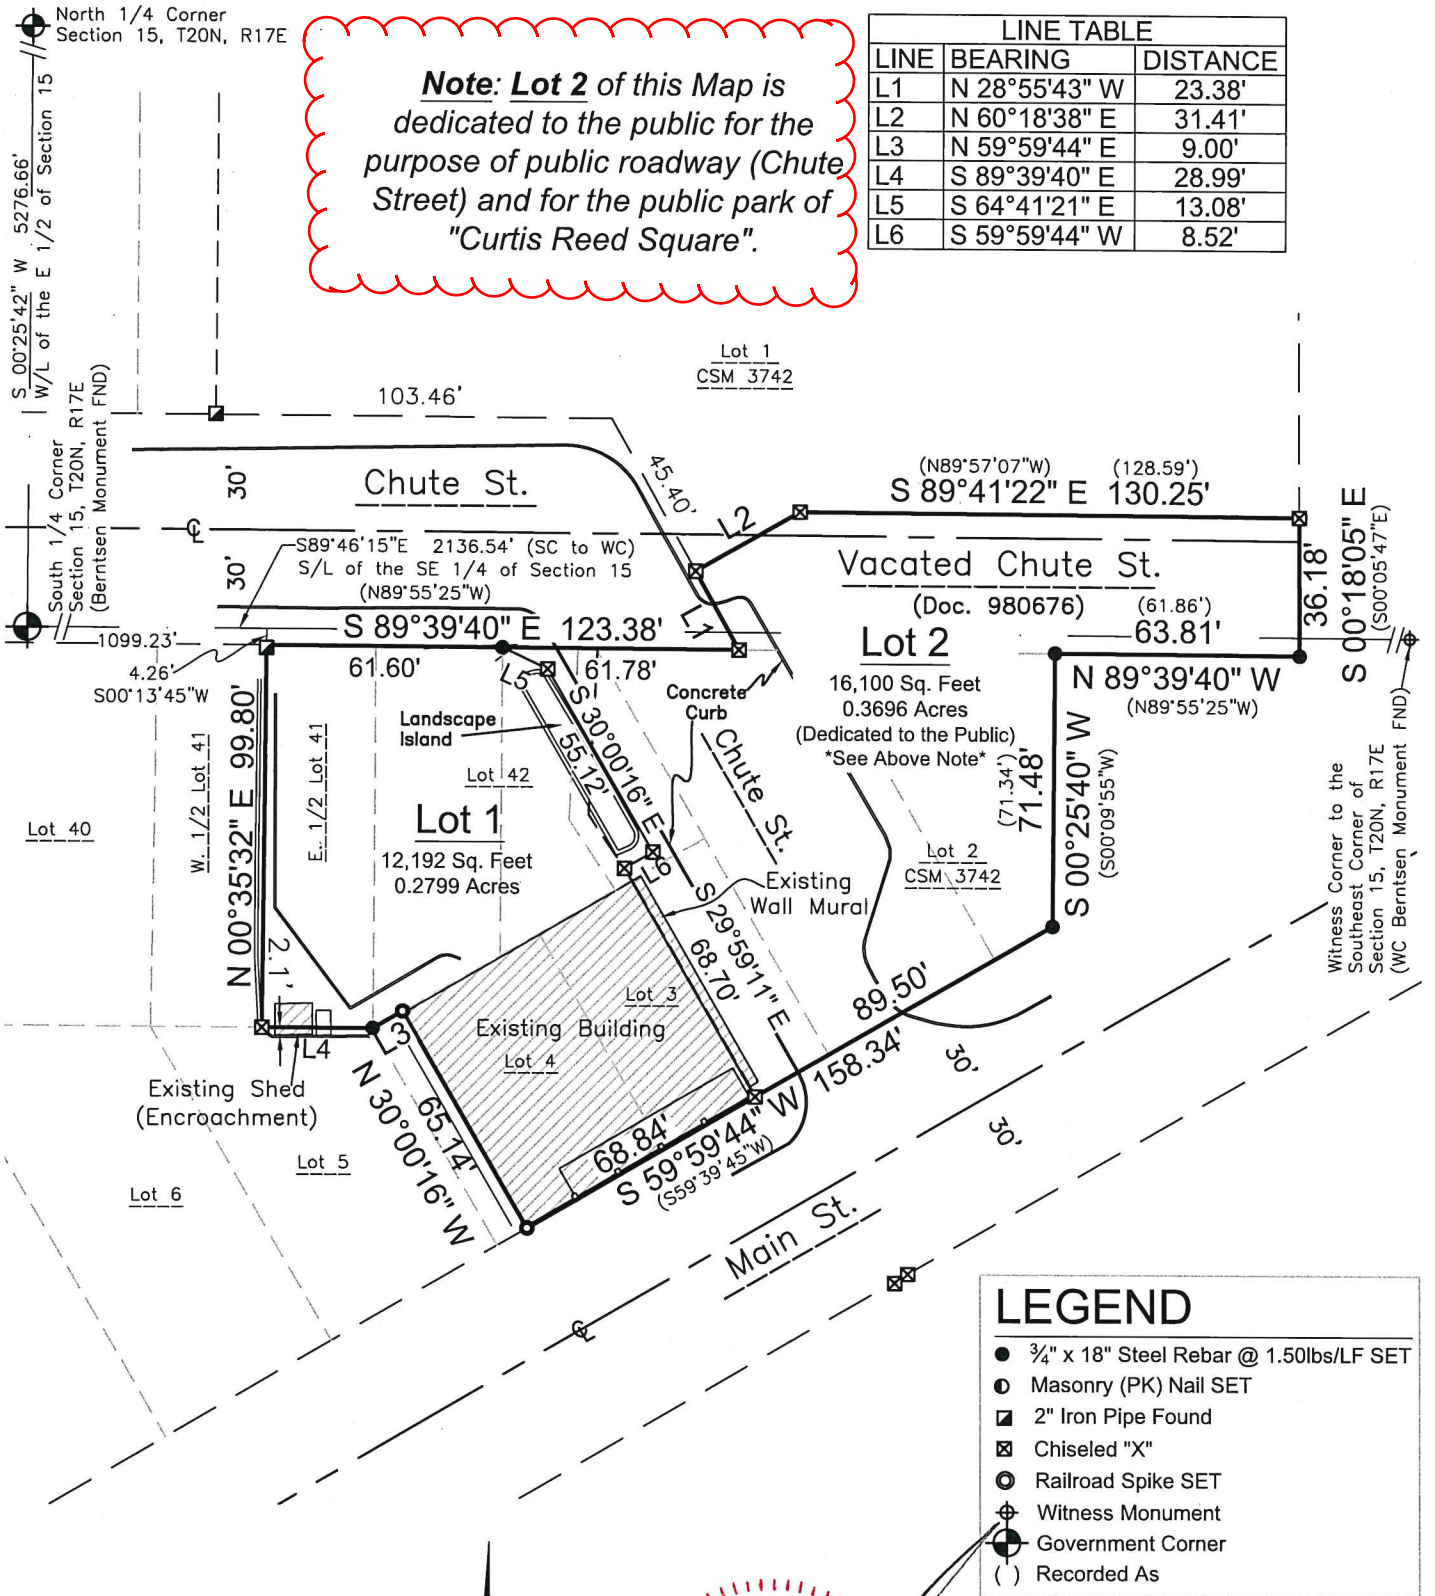 North 1/4 Corner
Section 15, T20N, R17E
S 00°25'42" W 5276.66'
W/L of the E 1/2 of Section 15
Note: Lot 2 of this Map is
dedicated to the public for the
purpose of public roadway (Chute
Street) and for the public park of
"Curtis Reed Square".
LINE TABLE
LINE BEARING DISTANCE
L1 N 28°55'43" W 23.38'
L2 N 60°18'38" E 31.41'
L3 N 59°59'44" E 9.00'
L4 S 89°39'40" E 28.99'
L5 S 64°41'21" E 13.08'
L6 S 59°59'44" W 8.52'
Lot 1
CSM 3742
103.46'
45.40'
South 1/4 Corner
Section 15, T20N, R17E
(Berntsen Monument FND)
30'
Chute St.
CL
30'
S89°46'15"E 2136.54' (SC to WC)
S/L of the SE 1/4 of Section 15
(N89°55'25"W)
S 89°39'40" E 123.38'
61.60'
61.78'
1099.23'
4.26'
S00°13'45"W
L2
L1
(N89°57'07"W) (128.59')
S 89°41'22" E 130.25'
Vacated Chute St.
(Doc. 980676)
(61.86')
63.81'
N 89°39'40" W
(N89°55'25"W)
36.18'
S 00°18'05" E
(S00°05'47"E)
Lot 2
16,100 Sq. Feet
0.3696 Acres
(Dedicated to the Public)
*See Above Note*
(71.34')
71.48'
S 00°25'40" W
(S00°09'55"W)
Witness Corner to the
Southeast Corner of
Section 15, T20N, R17E
(WC Berntsen Monument FND)
L5
Landscape
Island
Concrete
Curb
S 30°00'16" E
55.12'
Chute St.
Lot 42
Lot 1
12,192 Sq. Feet
0.2799 Acres
N 00°35'32" E 99.80'
W. 1/2 Lot 41
E. 1/2 Lot 41
Lot 40
Lot 2
CSM 3742
L6
Existing
Wall Mural
S 29°59'11" E
68.70'
2.1'
Lot 3
Existing Building
Lot 4
L3
L4
Existing Shed
(Encroachment)
N 30°00'16" W
65.14'
68.84'
S 59°59'44" W 158.34'
(S59°39'45"W)
89.50'
30'
30'
Lot 5
Lot 6
Main St.
CL
LEGEND
¾" x 18" Steel Rebar @ 1.50lbs/LF SET
Masonry (PK) Nail SET
2" Iron Pipe Found
Chiseled "X"
Railroad Spike SET
Witness Monument
Government Corner
( ) Recorded As